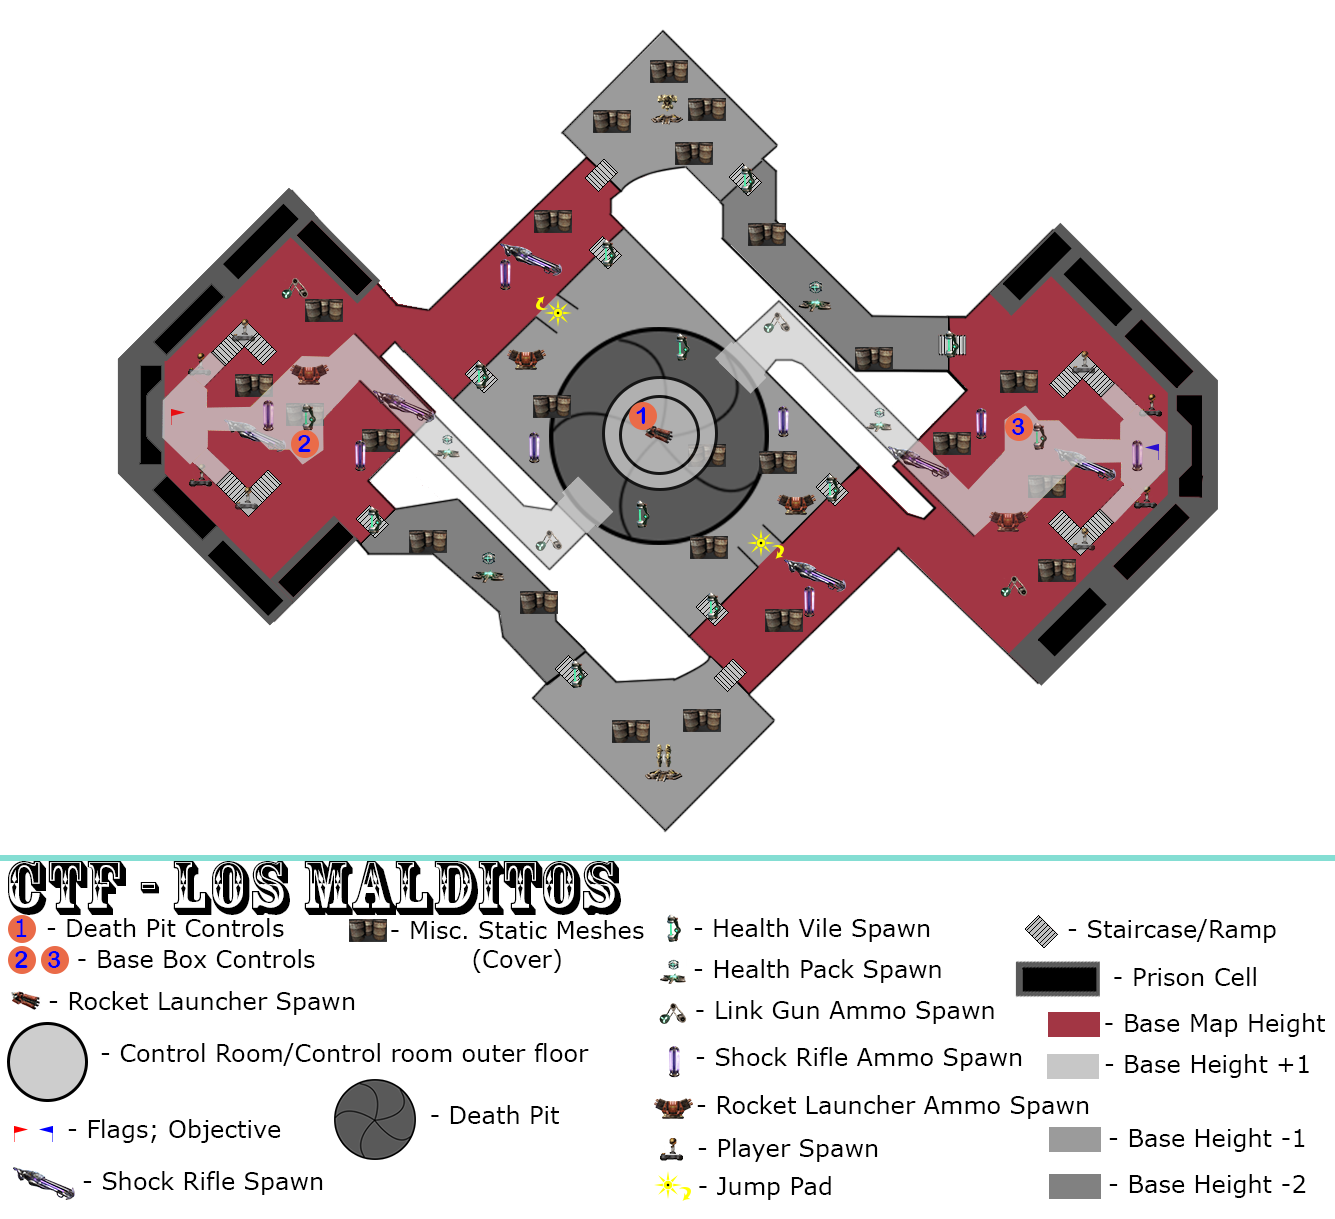 1
2
3
CTF - LOS MALDITOS
1 - Death Pit Controls
2 3 - Base Box Controls
- Rocket Launcher Spawn
- Control Room/Control room outer floor
- Death Pit
- Flags; Objective
- Shock Rifle Spawn
- Misc. Static Meshes
(Cover)
- Health Vile Spawn
- Health Pack Spawn
- Link Gun Ammo Spawn
- Shock Rifle Ammo Spawn
- Rocket Launcher Ammo Spawn
- Player Spawn
- Jump Pad
- Staircase/Ramp
- Prison Cell
- Base Map Height
- Base Height +1
- Base Height -1
- Base Height -2